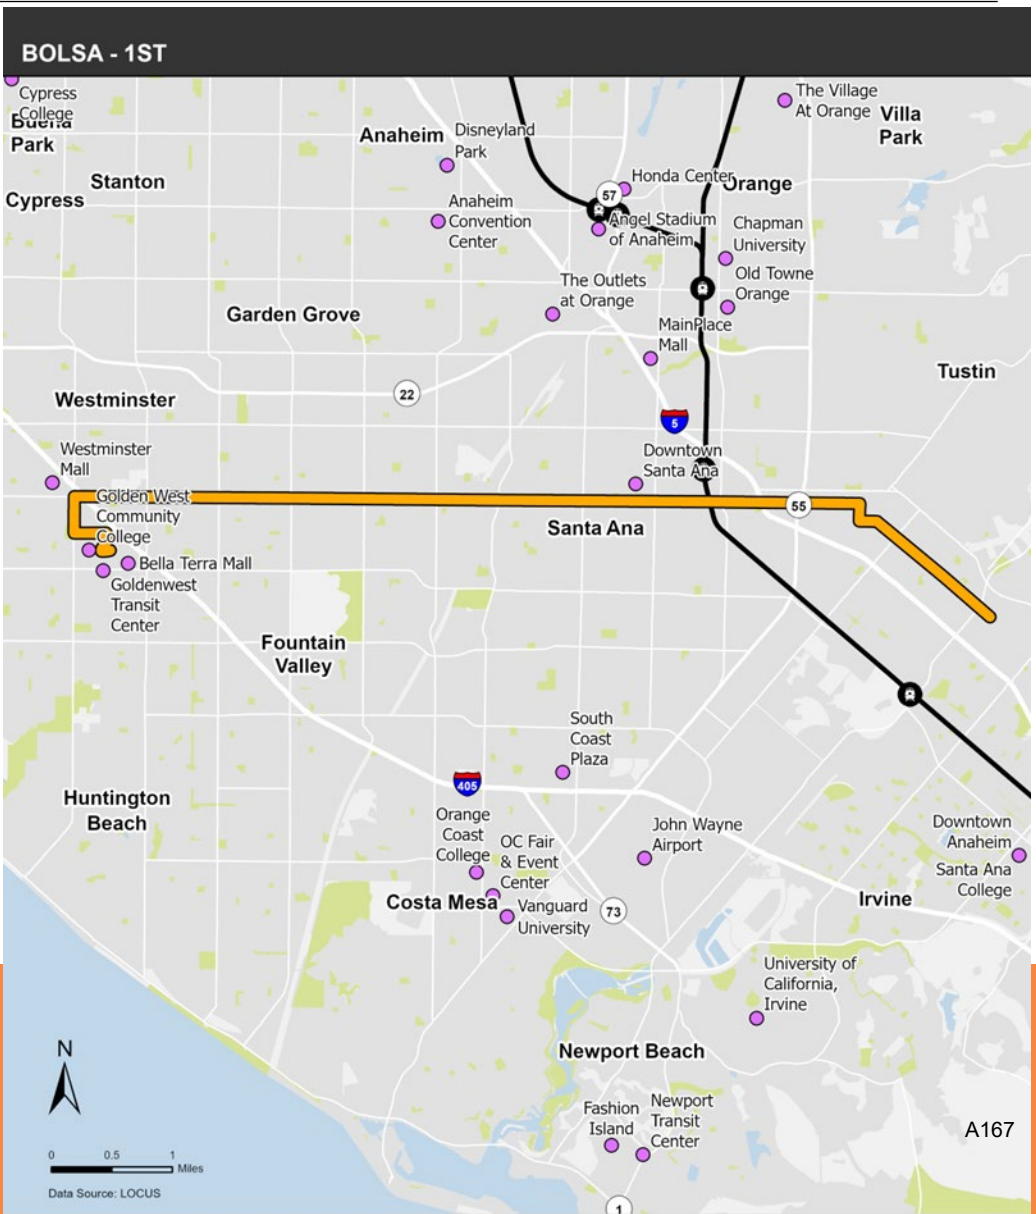 BOLSA - 1ST
Cypress
College
Buena
Park
Stanton
Cypress
Anaheim
Disneyland
Park
Anaheim
Convention
Center
The Village
At Orange
Villa
Park
Honda Center
57
Orange
Angel Stadium
of Anaheim
Chapman
University
Old Towne
Orange
The Outlets
at Orange
MainPlace
Mall
Garden Grove
Tustin
22
Westminster
5
Westminster
Mall
Downtown
Santa Ana
Golden West
Community
College
55
Santa Ana
Bella Terra Mall
Goldenwest
Transit
Center
Fountain
Valley
South
Coast
Plaza
405
Huntington
Beach
Orange
Coast
College
OC Fair
& Event
Center
John Wayne
Airport
Downtown
Anaheim
Santa Ana
College
Costa Mesa
Vanguard
University
73
Irvine
University of
California,
Irvine
Newport Beach
Fashion
Island
Newport
Transit
Center
N
A167
0 0.5 1
Miles
Data Source: LOCUS
1